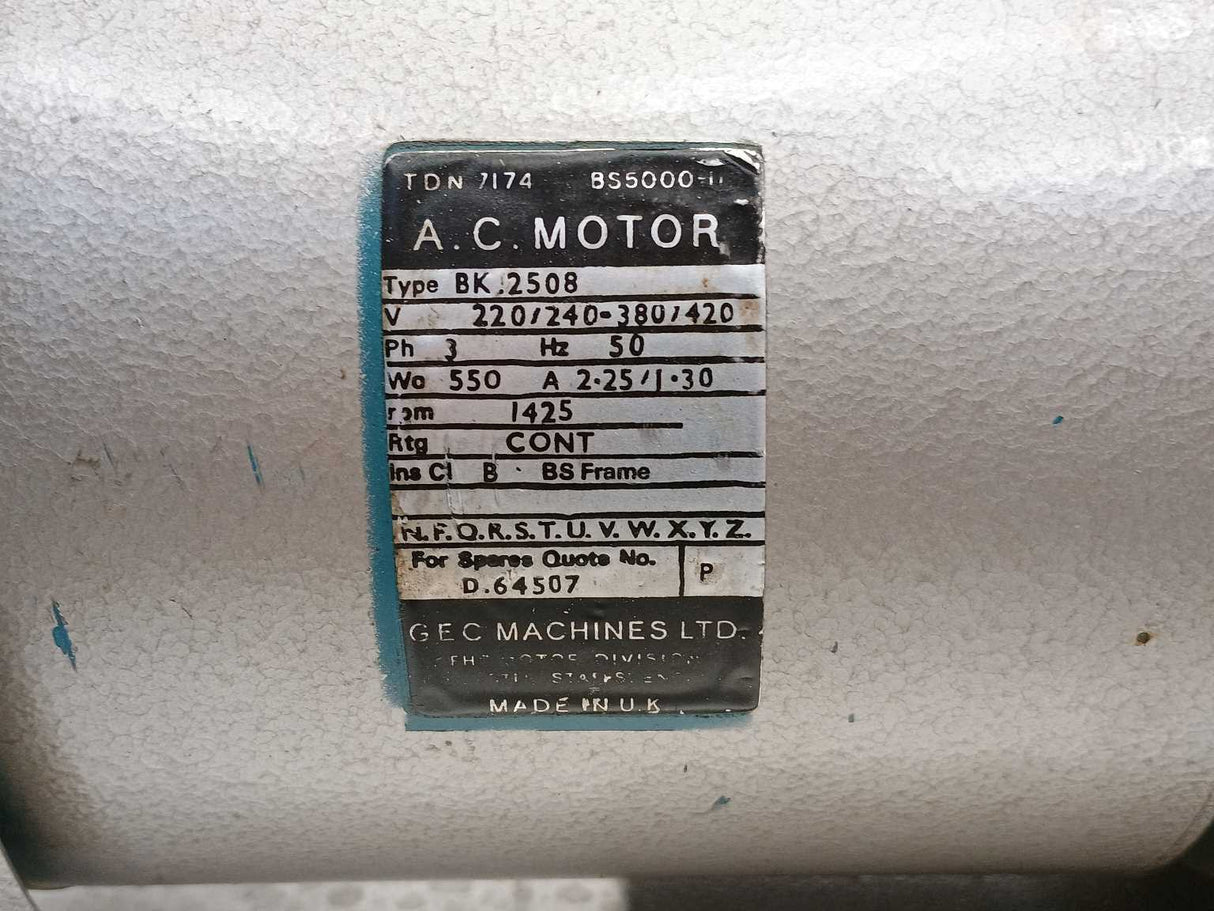 TDN 7174 BS5000-11
A.C. MOTOR
Type BK.2508
V 220/240-380/420
Ph 3 Hz 50
Wo 550 A 2·25/1·30
rpm 1425
Rtg CONT
Ins Cl B BS Frame
N.F.Q.R.S.T.U.V.W.X.Y.Z.
For Spares Quote No.
D.64507 P
GEC MACHINES LTD.
MOTOR DIVISION
MADE IN U.K.